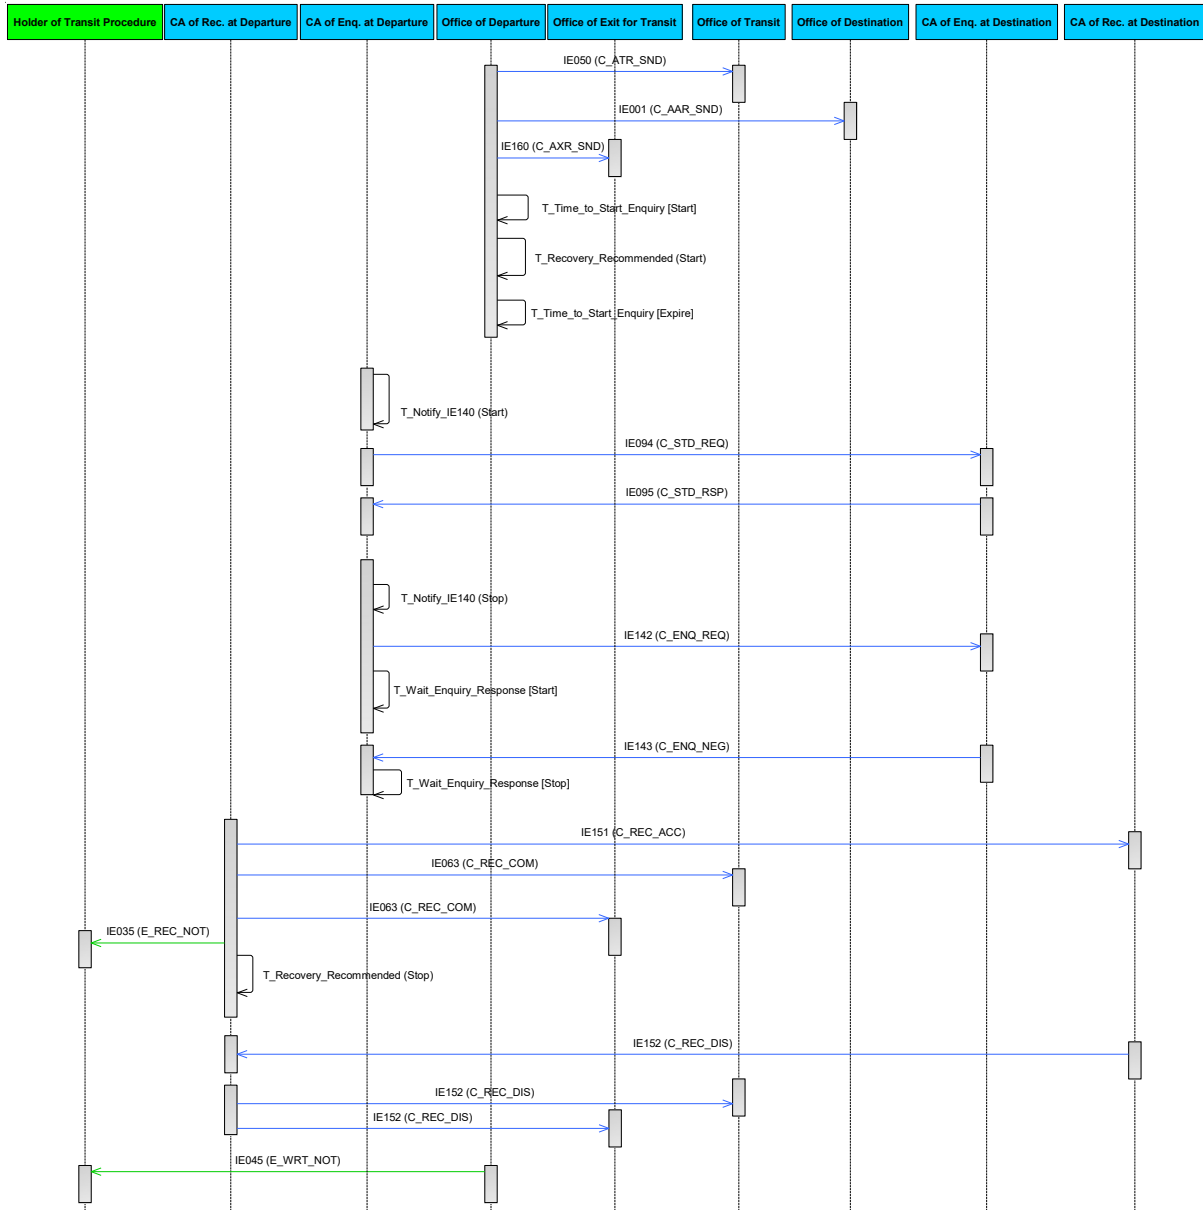 Holder of Transit Procedure
CA of Rec. at Departure
CA of Enq. at Departure
Office of Departure
Office of Exit for Transit
Office of Transit
Office of Destination
CA of Enq. at Destination
CA of Rec. at Destination
IE050 (C_ATR_SND)
IE001 (C_AAR_SND)
IE160 (C_AXR_SND)
T_Time_to_Start_Enquiry [Start]
T_Recovery_Recommended (Start)
T_Time_to_Start_Enquiry [Expire]
T_Notify_IE140 (Start)
IE094 (C_STD_REQ)
IE095 (C_STD_RSP)
T_Notify_IE140 (Stop)
IE142 (C_ENQ_REQ)
T_Wait_Enquiry_Response [Start]
IE143 (C_ENQ_NEG)
T_Wait_Enquiry_Response [Stop]
IE151 (C_REC_ACC)
IE063 (C_REC_COM)
IE063 (C_REC_COM)
IE035 (E_REC_NOT)
T_Recovery_Recommended (Stop)
IE152 (C_REC_DIS)
IE152 (C_REC_DIS)
IE152 (C_REC_DIS)
IE045 (E_WRT_NOT)